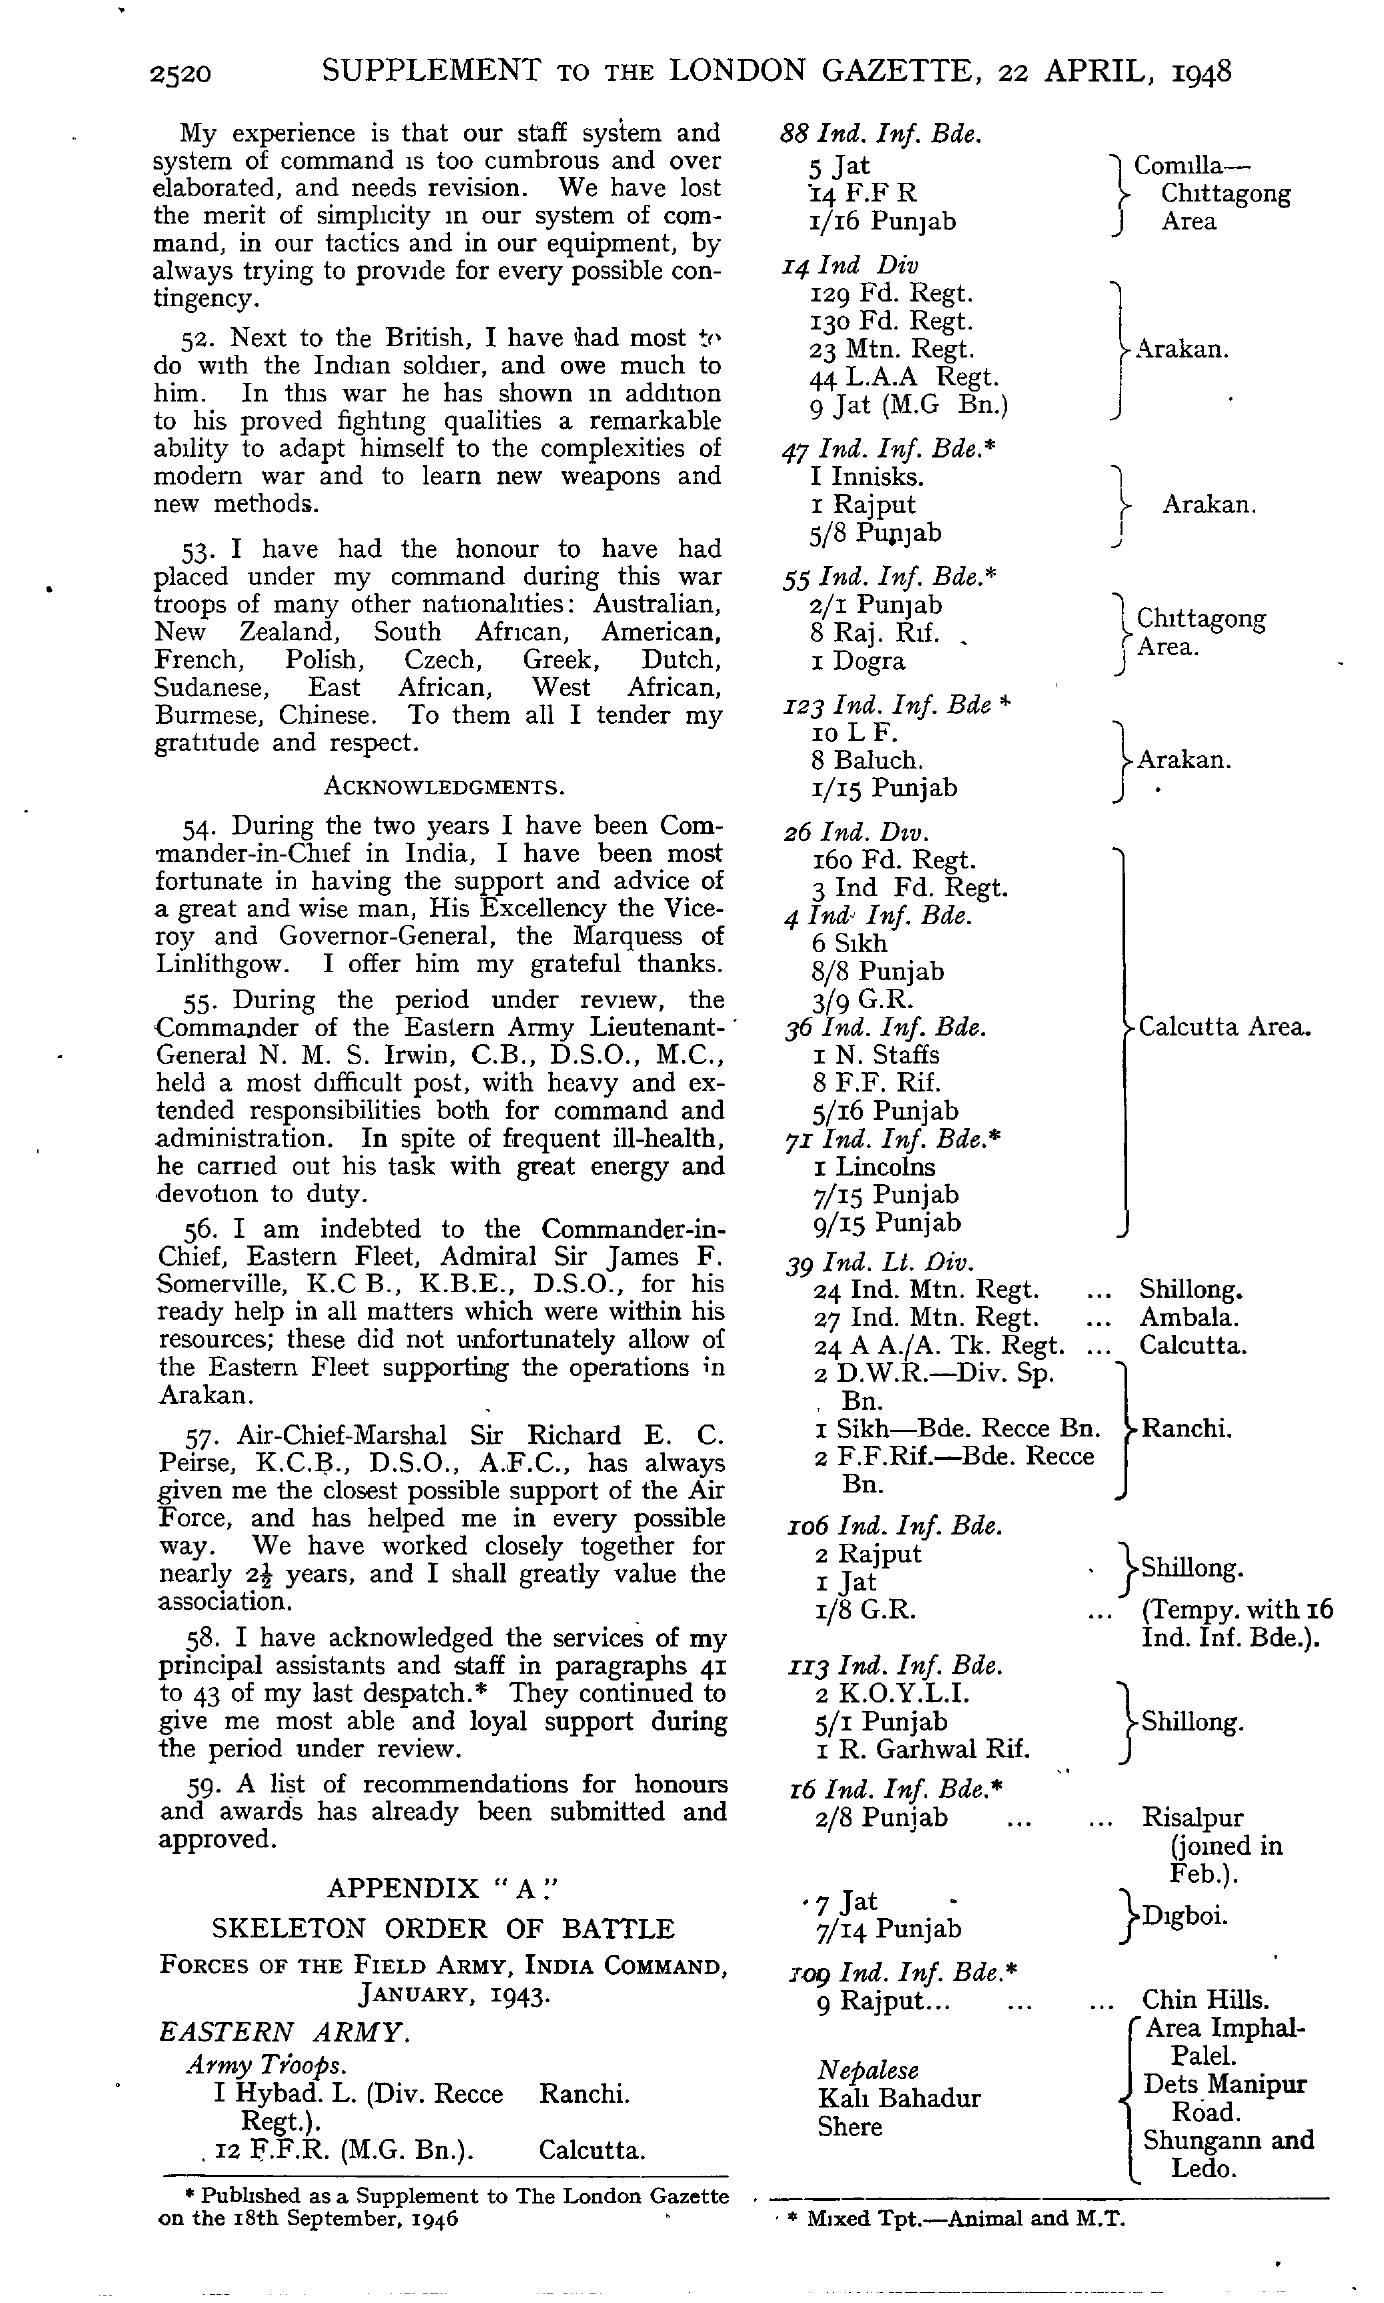 2520 SUPPLEMENT TO THE LONDON GAZETTE, 22 APRIL, 1948
My experience is that our staff system and
system of command is too cumbrous and over
elaborated, and needs revision. We have lost
the merit of simplicity in our system of com-
mand, in our tactics and in our equipment, by
always trying to provide for every possible con-
tingency.
52. Next to the British, I have had most to
do with the Indian soldier, and owe much to
him. In this war he has shown in addition
to his proved fighting qualities a remarkable
ability to adapt himself to the complexities of
modern war and to learn new weapons and
new methods.
53. I have had the honour to have had
placed under my command during this war
troops of many other nationalities: Australian,
New Zealand, South African, American,
French, Polish, Czech, Greek, Dutch,
Sudanese, East African, West African,
Burmese, Chinese. To them all I tender my
gratitude and respect.
ACKNOWLEDGMENTS.
54. During the two years I have been Com-
mander-in-Chief in India, I have been most
fortunate in having the support and advice of
a great and wise man, His Excellency the Vice-
roy and Governor-General, the Marquess of
Linlithgow. I offer him my grateful thanks.
55. During the period under review, the
Commander of the Eastern Army Lieutenant-
General N. M. S. Irwin, C.B., D.S.O., M.C.,
held a most difficult post, with heavy and ex-
tended responsibilities both for command and
administration. In spite of frequent ill-health,
he carried out his task with great energy and
devotion to duty.
56. I am indebted to the Commander-in-
Chief, Eastern Fleet, Admiral Sir James F.
Somerville, K.C B., K.B.E., D.S.O., for his
ready help in all matters which were within his
resources; these did not unfortunately allow of
the Eastern Fleet supporting the operations in
Arakan.
57. Air-Chief-Marshal Sir Richard E. C.
Peirse, K.C.B., D.S.O., A.F.C., has always
given me the closest possible support of the Air
Force, and has helped me in every possible
way. We have worked closely together for
nearly 2½ years, and I shall greatly value the
association.
58. I have acknowledged the services of my
principal assistants and staff in paragraphs 41
to 43 of my last despatch.* They continued to
give me most able and loyal support during
the period under review.
59. A list of recommendations for honours
and awards has already been submitted and
approved.
APPENDIX "A."
SKELETON ORDER OF BATTLE
FORCES OF THE FIELD ARMY, INDIA COMMAND,
JANUARY, 1943.
EASTERN ARMY.
Army Troops.
I Hybad. L. (Div. Recce Ranchi.
Regt.).
12 F.F.R. (M.G. Bn.). Calcutta.
* Published as a Supplement to The London Gazette
on the 18th September, 1946
88 Ind. Inf. Bde.
5 Jat Comilla—
14 F.F R Chittagong
1/16 Punjab Area
14 Ind Div
129 Fd. Regt.
130 Fd. Regt.
23 Mtn. Regt. Arakan.
44 L.A.A Regt.
9 Jat (M.G Bn.)
47 Ind. Inf. Bde.*
I Innisks.
1 Rajput Arakan.
5/8 Punjab
55 Ind. Inf. Bde.*
2/1 Punjab Chittagong
8 Raj. Rif. Area.
1 Dogra
123 Ind. Inf. Bde *
10 L F.
8 Baluch. Arakan.
1/15 Punjab
26 Ind. Div.
160 Fd. Regt.
3 Ind Fd. Regt.
4 Ind Inf. Bde.
6 Sikh
8/8 Punjab
3/9 G.R.
36 Ind. Inf. Bde. Calcutta Area.
1 N. Staffs
8 F.F. Rif.
5/16 Punjab
71 Ind. Inf. Bde.*
1 Lincolns
7/15 Punjab
9/15 Punjab
39 Ind. Lt. Div.
24 Ind. Mtn. Regt. ... Shillong.
27 Ind. Mtn. Regt. ... Ambala.
24 A A./A. Tk. Regt. ... Calcutta.
2 D.W.R.—Div. Sp.
Bn.
1 Sikh—Bde. Recce Bn. Ranchi.
2 F.F.Rif.—Bde. Recce
Bn.
106 Ind. Inf. Bde.
2 Rajput Shillong.
1 Jat
1/8 G.R. ... (Tempy. with 16
Ind. Inf. Bde.).
113 Ind. Inf. Bde.
2 K.O.Y.L.I.
5/1 Punjab Shillong.
1 R. Garhwal Rif.
16 Ind. Inf. Bde.*
2/8 Punjab ... ... Risalpur
(joined in
Feb.).
7 Jat Digboi.
7/14 Punjab
109 Ind. Inf. Bde.*
9 Rajput... ... ... Chin Hills.
Area Imphal-
Palel.
Nepalese
Dets Manipur
Kali Bahadur
Road.
Shere
Shungann and
Ledo.
* Mixed Tpt.—Animal and M.T.